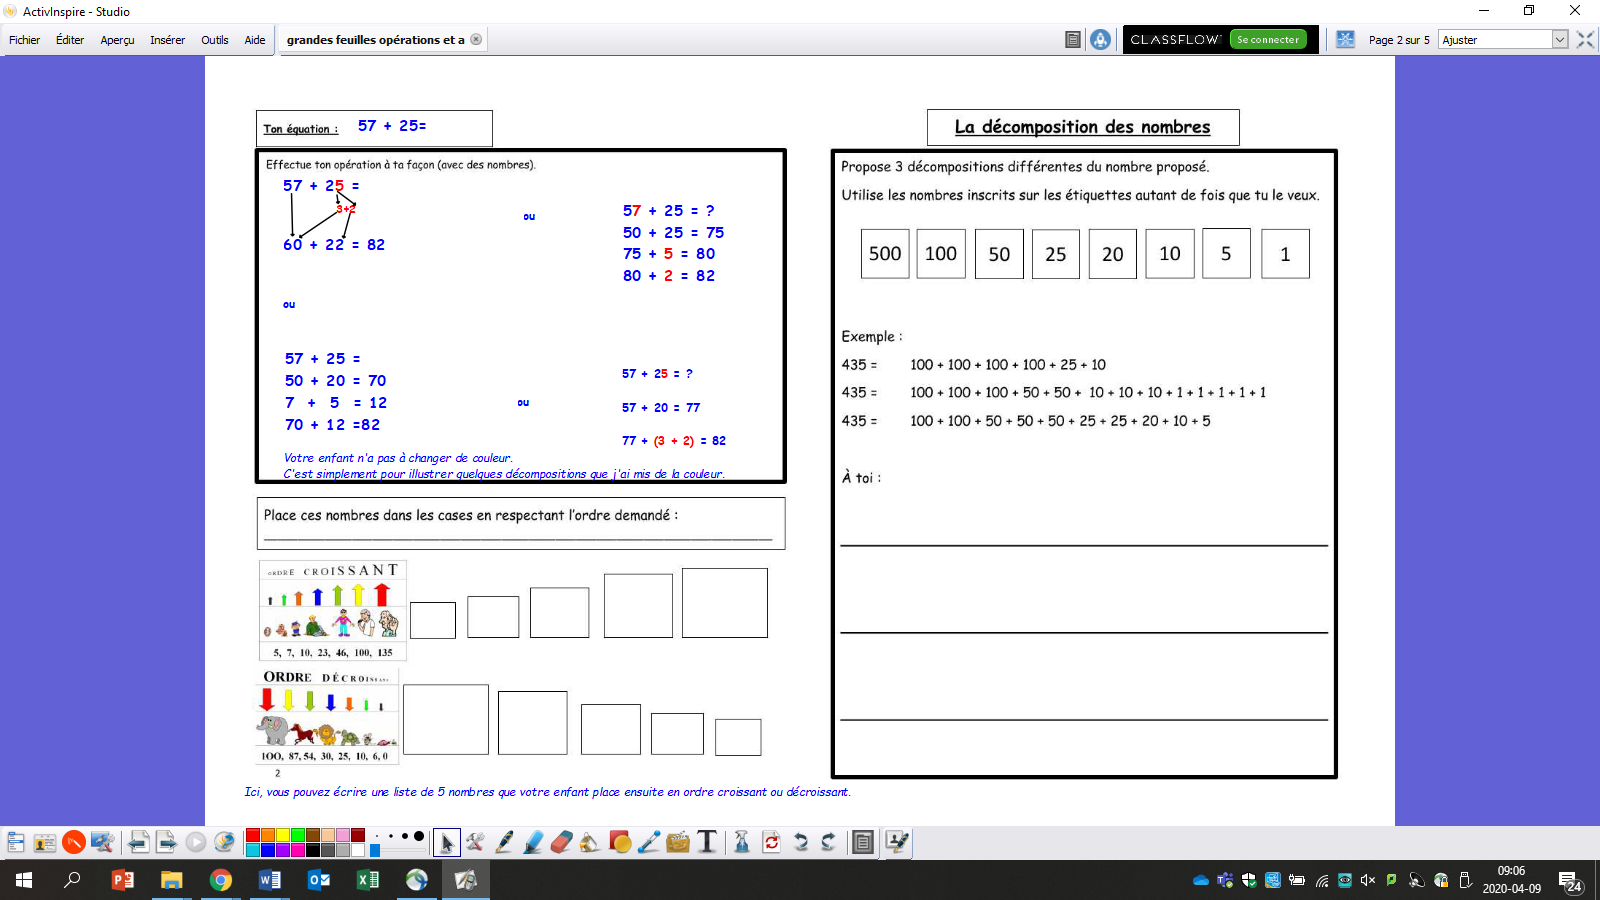 ActivInspire - Studio
Fichier Éditer Aperçu Insérer Outils Aide
grandes feuilles opérations et a
CLASSFLOW Se connecter
Page 2 sur 5 Ajuster
Ton équation : 57 + 25=
Effectue ton opération à ta façon (avec des nombres).
57 + 25 =
3+2
60 + 22 = 82
ou
57 + 25 = ?
50 + 25 = 75
75 + 5 = 80
80 + 2 = 82
ou
57 + 25 =
50 + 20 = 70
7 + 5 = 12
70 + 12 =82
ou
57 + 25 = ?
57 + 20 = 77
77 + (3 + 2) = 82
Votre enfant n'a pas à changer de couleur.
C'est simplement pour illustrer quelques décompositions que j'ai mis de la couleur.
Place ces nombres dans les cases en respectant l'ordre demandé :
ORDRE CROISSANT
5, 7, 10, 23, 46, 100, 135
ORDRE DÉCROISSANT
100, 87, 54, 30, 25, 10, 6, 0
2
Ici, vous pouvez écrire une liste de 5 nombres que votre enfant place ensuite en ordre croissant ou décroissant.
La décomposition des nombres
Propose 3 décompositions différentes du nombre proposé.
Utilise les nombres inscrits sur les étiquettes autant de fois que tu le veux.
500 100 50 25 20 10 5 1
Exemple :
435 = 100 + 100 + 100 + 100 + 25 + 10
435 = 100 + 100 + 100 + 50 + 50 + 10 + 10 + 10 + 1 + 1 + 1 + 1 + 1
435 = 100 + 100 + 50 + 50 + 50 + 25 + 25 + 20 + 10 + 5
À toi :
09:06
2020-04-09
24